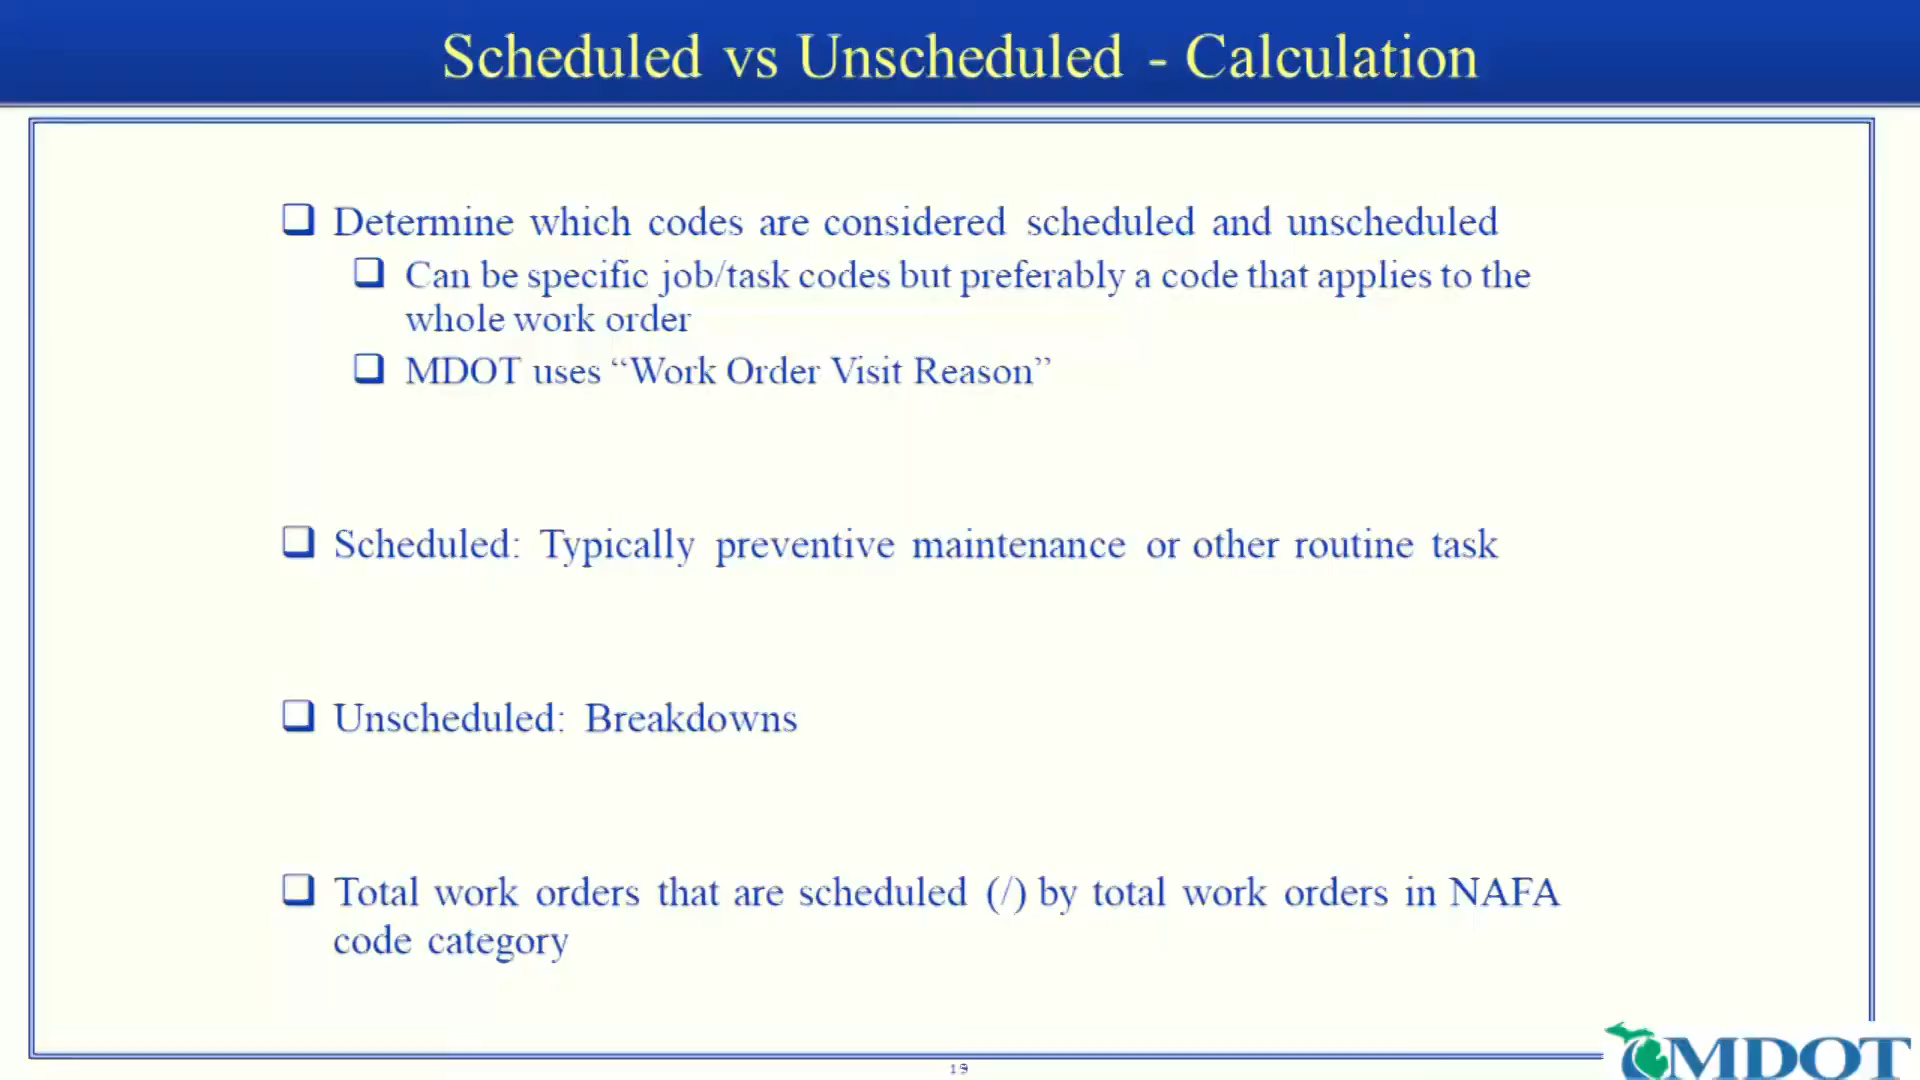 Scheduled vs Unscheduled - Calculation
Determine which codes are considered scheduled and unscheduled
Can be specific job/task codes but preferably a code that applies to the
whole work order
MDOT uses “Work Order Visit Reason”
Scheduled: Typically preventive maintenance or other routine task
Unscheduled: Breakdowns
Total work orders that are scheduled (/) by total work orders in NAFA
code category
19
MDOT